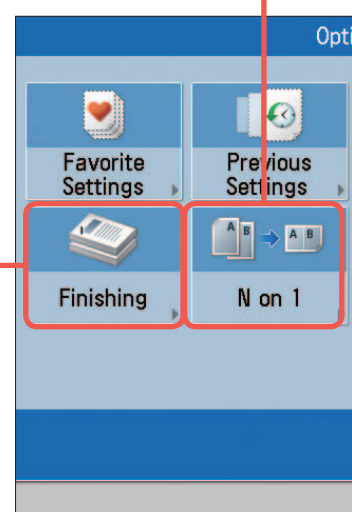 Opti
Favorite
Settings
Previous
Settings
A B A B
Finishing
N on 1